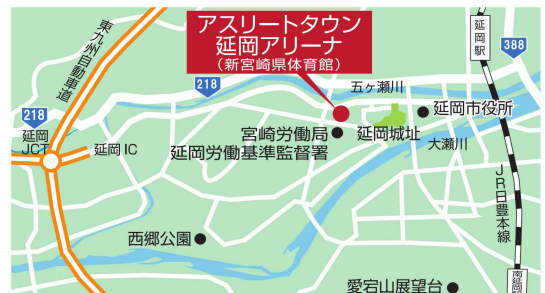 アスリートタウン
延岡アリーナ
（新宮崎県体育館）
東九州自動車道
218
218
388
延岡駅
五ヶ瀬川
延岡市役所
宮崎労働局
延岡労働基準監督署
延岡城址
大瀬川
延岡
JCT
延岡 IC
JR日豊本線
西郷公園
愛宕山展望台
南延岡